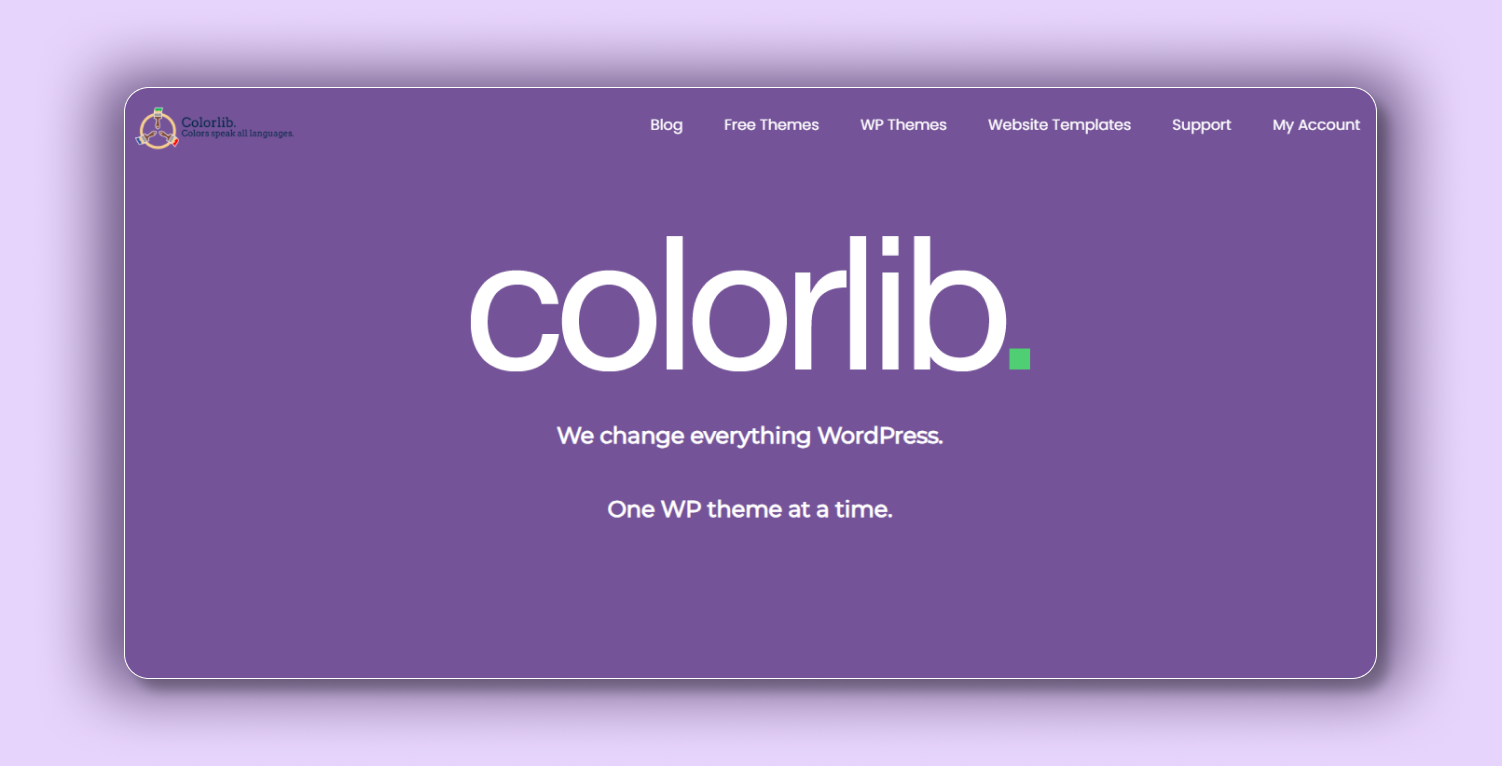 Colorlib.
Colors speak all languages.
Blog Free Themes WP Themes Website Templates Support My Account
colorlib.
We change everything WordPress.
One WP theme at a time.